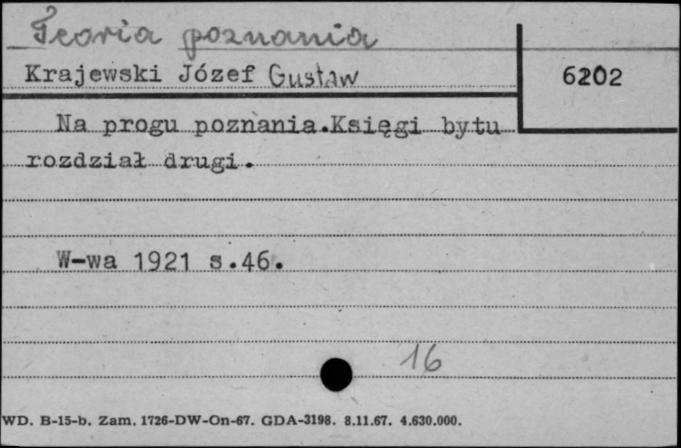 Teoria poznania
Krajewski Józef Gustaw
6202
Na progu poznania.Księgi bytu
rozdział drugi.
W-wa 1921 s.46.
16
WD. B-15-b. Zam. 1726-DW-On-67. GDA-3198. 8.11.67. 4.630.000.